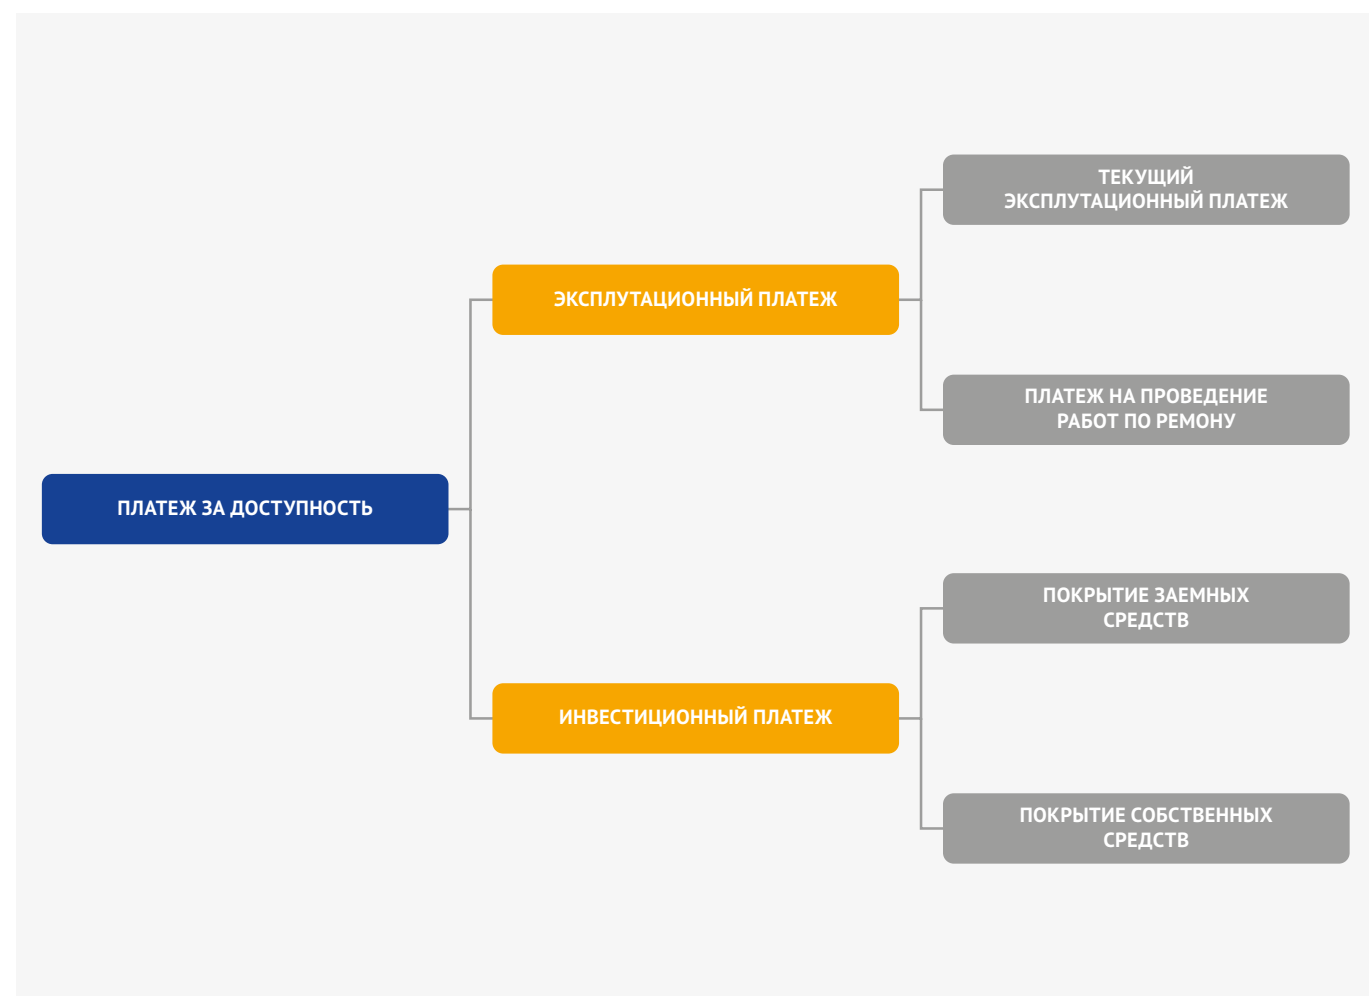 ТЕКУЩИЙ
ЭКСПЛУТАЦИОННЫЙ ПЛАТЕЖ
ЭКСПЛУТАЦИОННЫЙ ПЛАТЕЖ
ПЛАТЕЖ НА ПРОВЕДЕНИЕ
РАБОТ ПО РЕМОНУ
ПЛАТЕЖ ЗА ДОСТУПНОСТЬ
ПОКРЫТИЕ ЗАЕМНЫХ
СРЕДСТВ
ИНВЕСТИЦИОННЫЙ ПЛАТЕЖ
ПОКРЫТИЕ СОБСТВЕННЫХ
СРЕДСТВ